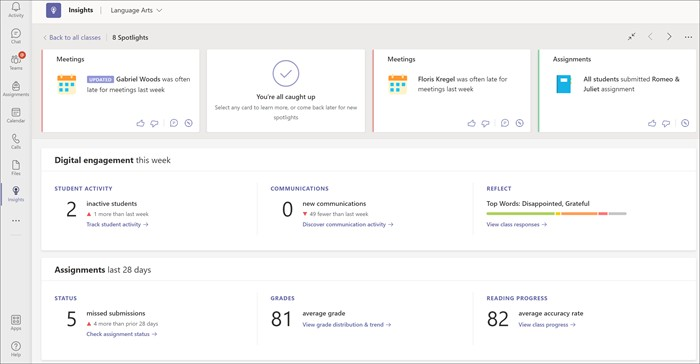 Insights
Language Arts
Activity
Chat
Teams
Assignments
Calendar
Calls
Files
Insights
Apps
Help
Back to all classes
8 Spotlights
Meetings
UPDATED Gabriel Woods was often
late for meetings last week
You're all caught up
Select any card to learn more, or come back later for new
spotlights
Meetings
Floris Kregel was often late for
meetings last week
Assignments
All students submitted Romeo &
Juliet assignment
Digital engagement this week
STUDENT ACTIVITY
2 inactive students
1 more than last week
Track student activity →
COMMUNICATIONS
0 new communications
49 fewer than last week
Discover communication activity →
REFLECT
Top Words: Disappointed, Grateful
View class responses →
Assignments last 28 days
STATUS
5 missed submissions
4 more than prior 28 days
Check assignment status →
GRADES
81 average grade
View grade distribution & trend →
READING PROGRESS
82 average accuracy rate
View class progress →